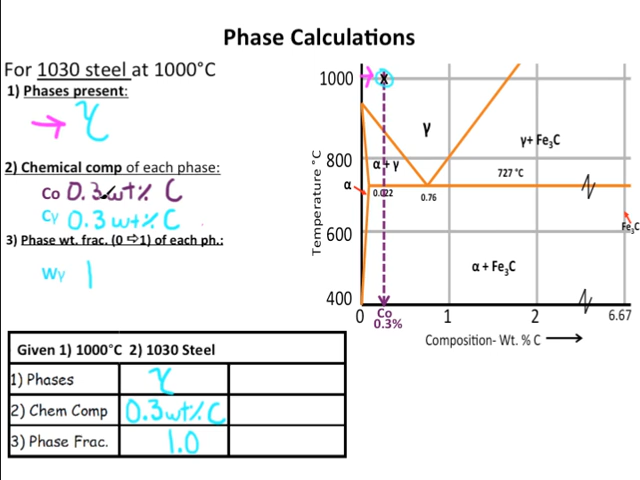 Phase Calculations
For 1030 steel at 1000°C
1) Phases present:
→ γ
2) Chemical comp of each phase:
Co 0.3wt% C
Cγ 0.3wt% C
3) Phase wt. frac. (0 ⇨1) of each ph.:
Wγ 1
Given 1) 1000°C 2) 1030 Steel
1) Phases γ
2) Chem Comp 0.3wt% C
3) Phase Frac. 1.0
Temperature °C
1000
800
600
400
x
γ
γ+ Fe₃C
α+γ
727 °C
α
0.022
0.76
Fe₃C
α + Fe₃C
0 1 2 6.67
Co
0.3%
Composition- Wt. % C →